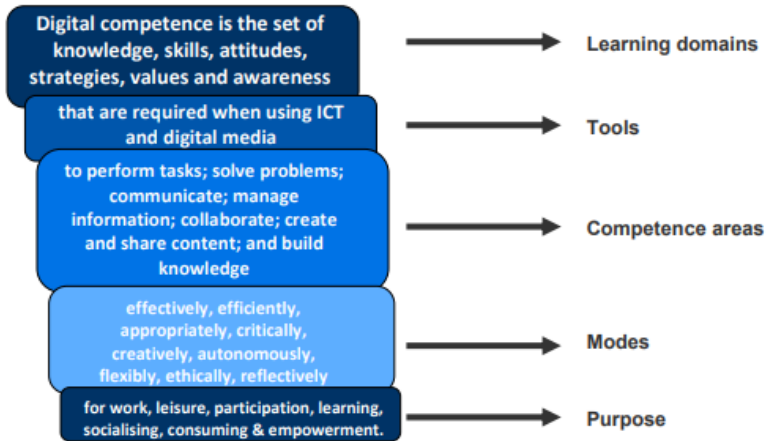 Digital competence is the set of
knowledge, skills, attitudes,
strategies, values and awareness
Learning domains
that are required when using ICT
and digital media
Tools
to perform tasks; solve problems;
communicate; manage
information; collaborate; create
and share content; and build
knowledge
Competence areas
effectively, efficiently,
appropriately, critically,
creatively, autonomously,
flexibly, ethically, reflectively
Modes
for work, leisure, participation, learning,
socialising, consuming & empowerment.
Purpose